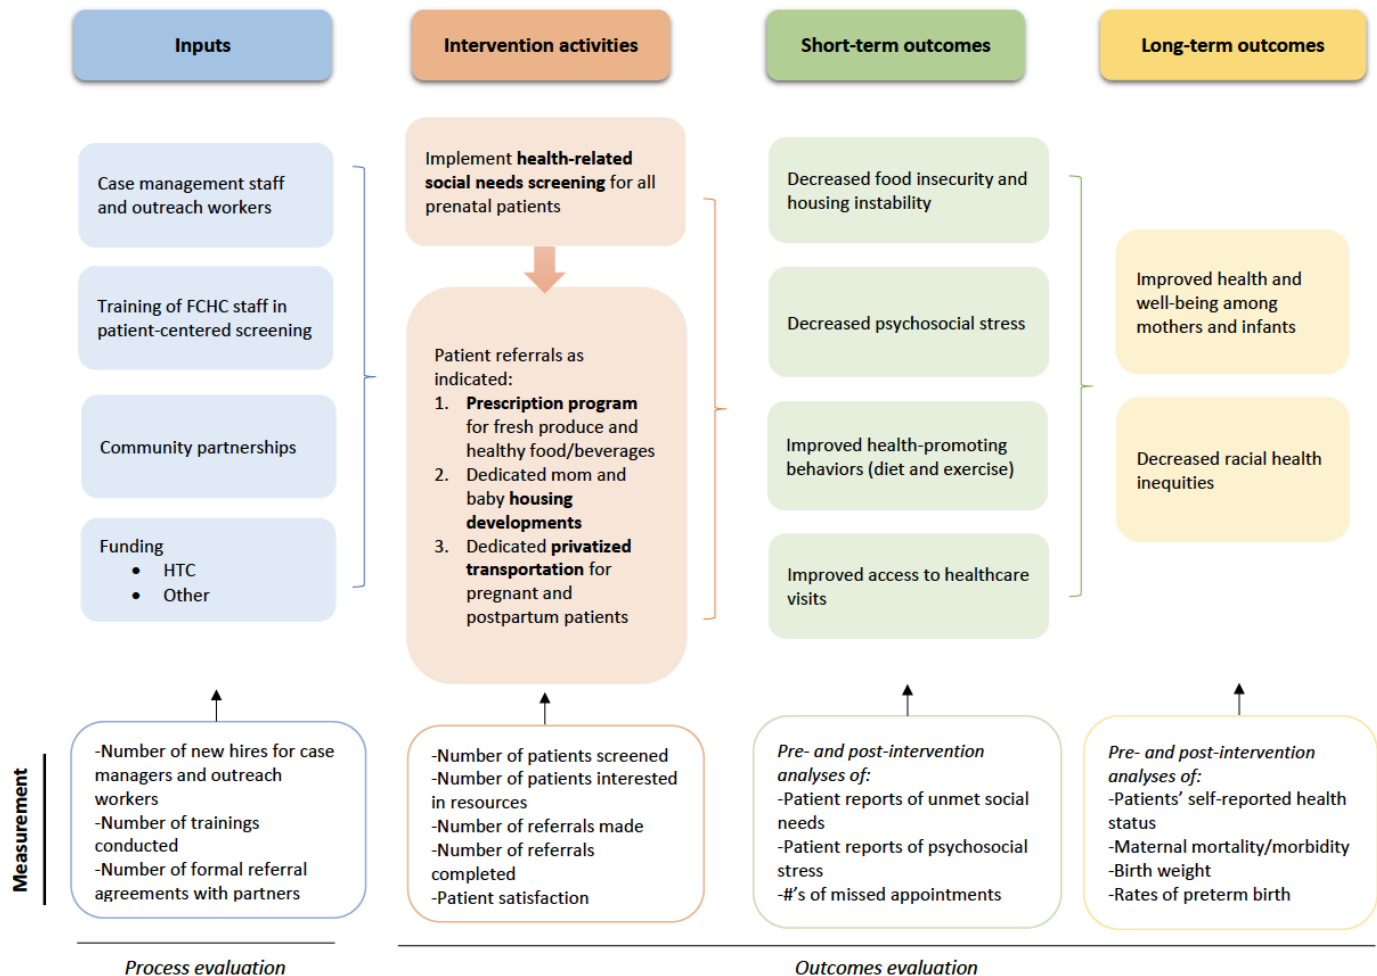 Inputs
Intervention activities
Short-term outcomes
Long-term outcomes
Case management staff
and outreach workers
Training of FCHC staff in
patient-centered screening
Community partnerships
Funding
• HTC
• Other
Implement health-related
social needs screening for all
prenatal patients
Patient referrals as
indicated:
1. Prescription program
for fresh produce and
healthy food/beverages
2. Dedicated mom and
baby housing
developments
3. Dedicated privatized
transportation for
pregnant and
postpartum patients
Decreased food insecurity and
housing instability
Decreased psychosocial stress
Improved health-promoting
behaviors (diet and exercise)
Improved access to healthcare
visits
Improved health and
well-being among
mothers and infants
Decreased racial health
inequities
Measurement
-Number of new hires for case
managers and outreach
workers
-Number of trainings
conducted
-Number of formal referral
agreements with partners
-Number of patients screened
-Number of patients interested
in resources
-Number of referrals made
-Number of referrals
completed
-Patient satisfaction
Pre- and post-intervention
analyses of:
-Patient reports of unmet social
needs
-Patient reports of psychosocial
stress
-#'s of missed appointments
Pre- and post-intervention
analyses of:
-Patients' self-reported health
status
-Maternal mortality/morbidity
-Birth weight
-Rates of preterm birth
Process evaluation
Outcomes evaluation